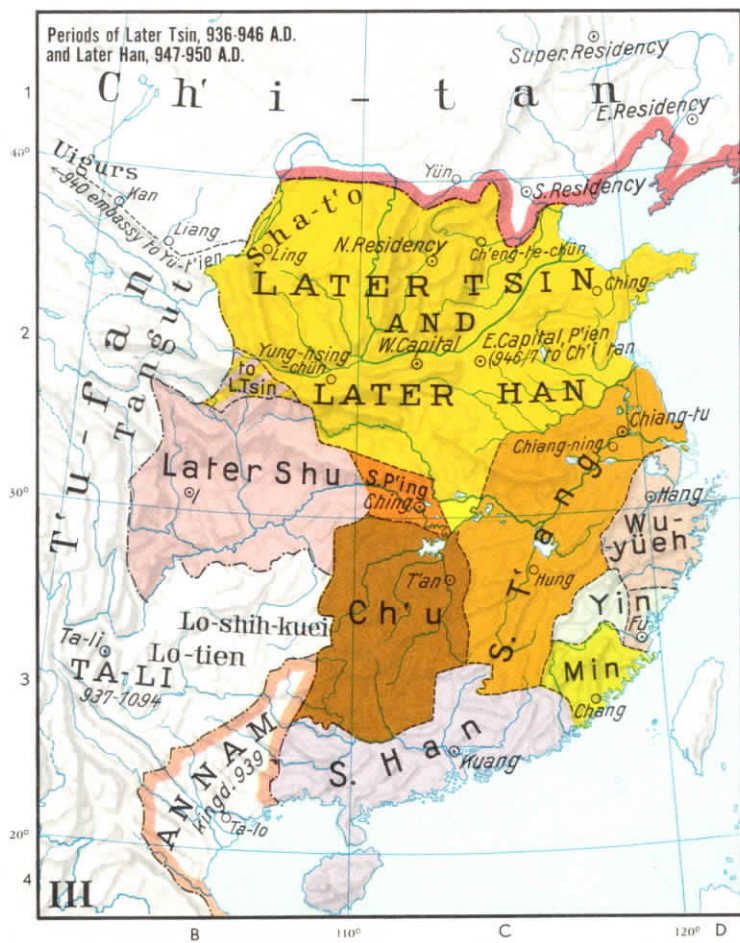 Periods of Later Tsin, 936-946 A.D.
and Later Han, 947-950 A.D.
Super. Residency
C h' i - t a n
1
E. Residency
40°
Uigurs
←940 embassy to Yü-t'ien
Kan
Yün
S. Residency
Liang
Sha-t'o
Ling
N. Residency
Ch'eng-te-chün
LATER TSIN
Ching
AND
2
Yung-hsing
-chün
W. Capital
E. Capital, P'ien
(946/7 to Ch'i tan
to
L. Tsin
LATER HAN
T'u-fan
Tangut
Chiang-tu
Chiang-ning
Later Shu
I
S. P'ing
Ching
30°
Hang
Wu-
yüeh
S. T'ang
T'an
Hung
Ch'u
Yin
Fu
Lo-shih-kuei
Lo-tien
Ta-li
TA-LI
937-1094
3
Min
Chang
S. Han
Kuang
ANNAM
kingd. 939
Ta-lo
20°
4
III
B
110°
C
120°
D